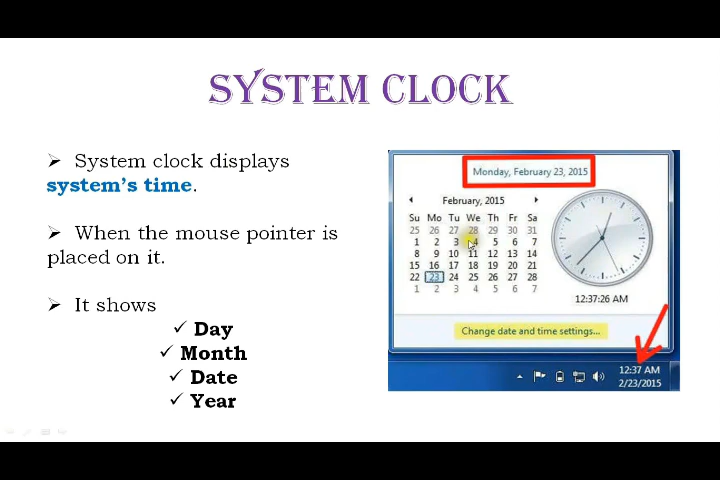 SYSTEM CLOCK
➢ System clock displays
system's time.
➢ When the mouse pointer is
placed on it.
➢ It shows
✓ Day
✓ Month
✓ Date
✓ Year
Monday, February 23, 2015
February, 2015
Su Mo Tu We Th Fr Sa
25 26 27 28 29 30 31
1 2 3 4 5 6 7
8 9 10 11 12 13 14
15 16 17 18 19 20 21
22 23 24 25 26 27 28
1 2 3 4 5 6 7
12:37:26 AM
Change date and time settings...
12:37 AM
2/23/2015